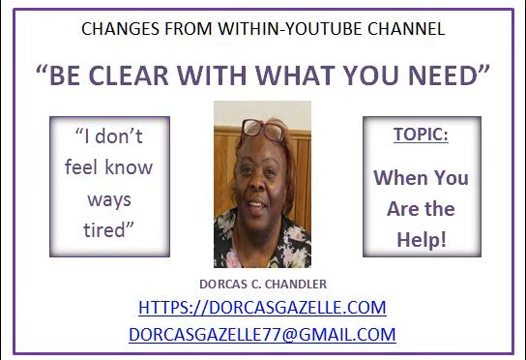 CHANGES FROM WITHIN-YOUTUBE CHANNEL
“BE CLEAR WITH WHAT YOU NEED”
“I don’t
feel know
ways
tired”
TOPIC:
When You
Are the
Help!
DORCAS C. CHANDLER
HTTPS://DORCASGAZELLE.COM
DORCASGAZELLE77@GMAIL.COM